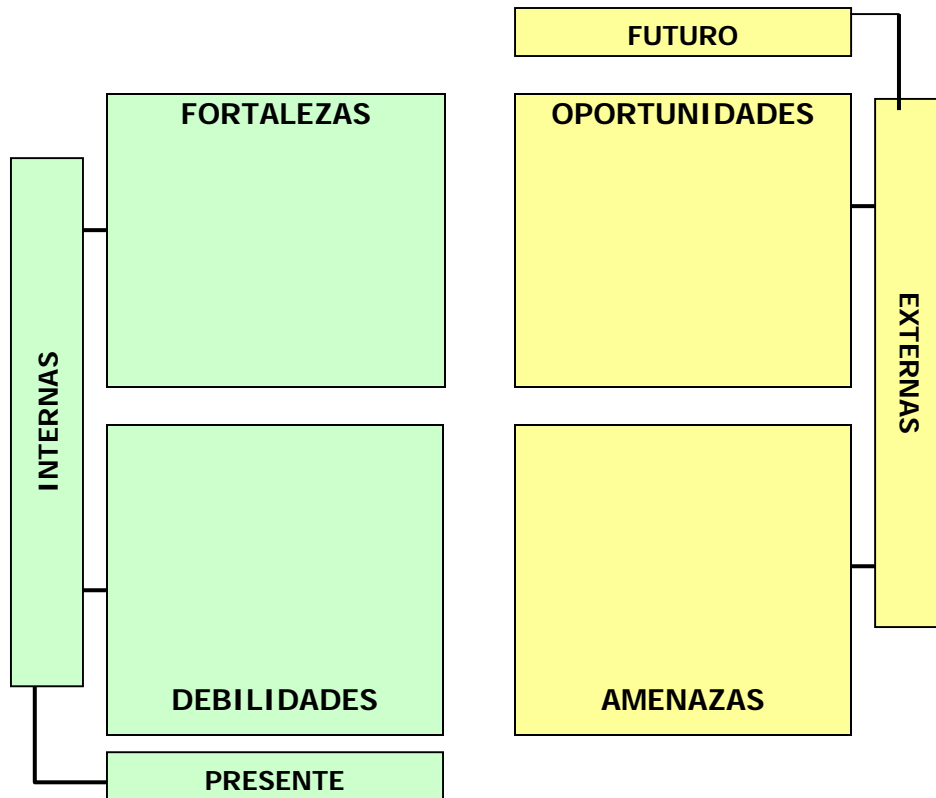 FUTURO
FORTALEZAS
OPORTUNIDADES
INTERNAS
EXTERNAS
DEBILIDADES
AMENAZAS
PRESENTE